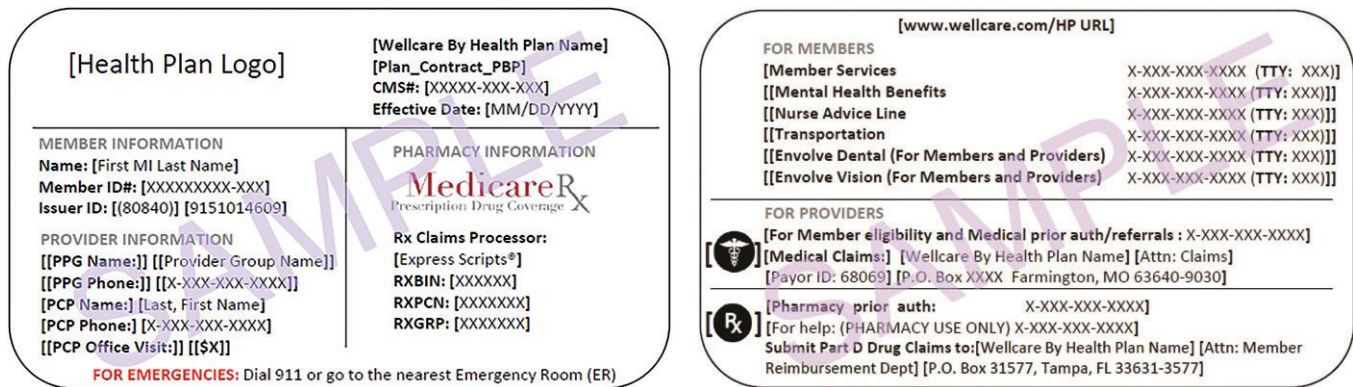 [Health Plan Logo]
[Wellcare By Health Plan Name]
[Plan_Contract_PBP]
CMS#: [XXXXX-XXX-XXX]
Effective Date: [MM/DD/YYYY]
MEMBER INFORMATION
Name: [First MI Last Name]
Member ID#: [XXXXXXXXX-XXX]
Issuer ID: [(80840)] [9151014609]
PROVIDER INFORMATION
[[PPG Name:]] [[Provider Group Name]]
[[PPG Phone:]] [[X-XXX-XXX-XXXX]]
[PCP Name:] [Last, First Name]
[PCP Phone:] [X-XXX-XXX-XXXX]
[[PCP Office Visit:]] [[$X]]
PHARMACY INFORMATION
MedicareRx
Prescription Drug Coverage
Rx Claims Processor:
[Express Scripts®]
RXBIN: [XXXXXX]
RXPCN: [XXXXXXX]
RXGRP: [XXXXXXX]
FOR EMERGENCIES: Dial 911 or go to the nearest Emergency Room (ER)
SAMPLE
[www.wellcare.com/HP URL]
FOR MEMBERS
[Member Services X-XXX-XXX-XXXX (TTY: XXX)]
[[Mental Health Benefits X-XXX-XXX-XXXX (TTY: XXX)]]
[[Nurse Advice Line X-XXX-XXX-XXXX (TTY: XXX)]]
[[Transportation X-XXX-XXX-XXXX (TTY: XXX)]]
[[Envolve Dental (For Members and Providers) X-XXX-XXX-XXXX (TTY: XXX)]]
[[Envolve Vision (For Members and Providers) X-XXX-XXX-XXXX (TTY: XXX)]]
FOR PROVIDERS
[For Member eligibility and Medical prior auth/referrals : X-XXX-XXX-XXXX]
[Medical Claims:] [Wellcare By Health Plan Name] [Attn: Claims]
[Payor ID: 68069] [P.O. Box XXXX Farmington, MO 63640-9030]
[Rx]
[Pharmacy prior auth: X-XXX-XXX-XXXX]
[For help: (PHARMACY USE ONLY) X-XXX-XXX-XXXX]
Submit Part D Drug Claims to:[Wellcare By Health Plan Name] [Attn: Member
Reimbursement Dept] [P.O. Box 31577, Tampa, FL 33631-3577]
SAMPLE